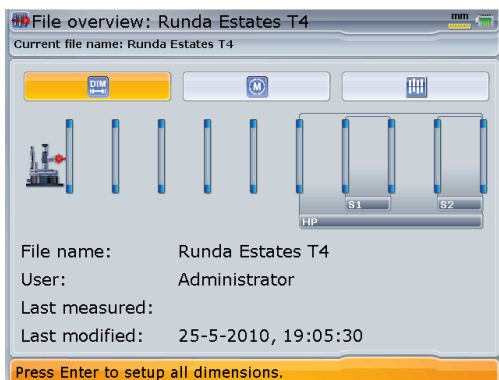 File overview: Runda Estates T4
mm
Current file name: Runda Estates T4
DIM
M
S1
S2
HP
File name: Runda Estates T4
User: Administrator
Last measured:
Last modified: 25-5-2010, 19:05:30
Press Enter to setup all dimensions.